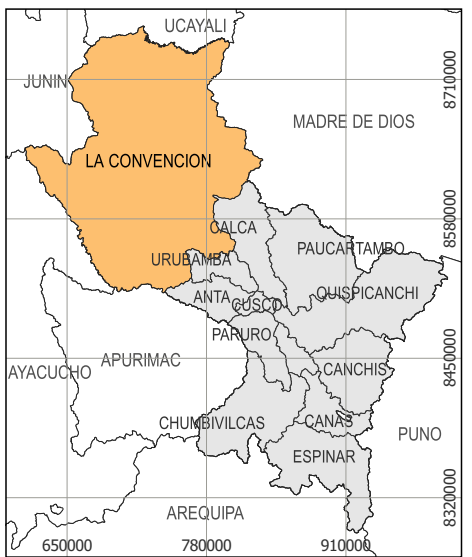 UCAYALI
JUNIN
8710000
MADRE DE DIOS
LA CONVENCION
8580000
CALCA
PAUCARTAMBO
URUBAMBA
QUISPICANCHI
ANTA
CUSCO
PARURO
8450000
APURIMAC
CANCHIS
AYACUCHO
CHUMBIVILCAS
CANAS
PUNO
ESPINAR
8320000
AREQUIPA
650000
780000
910000